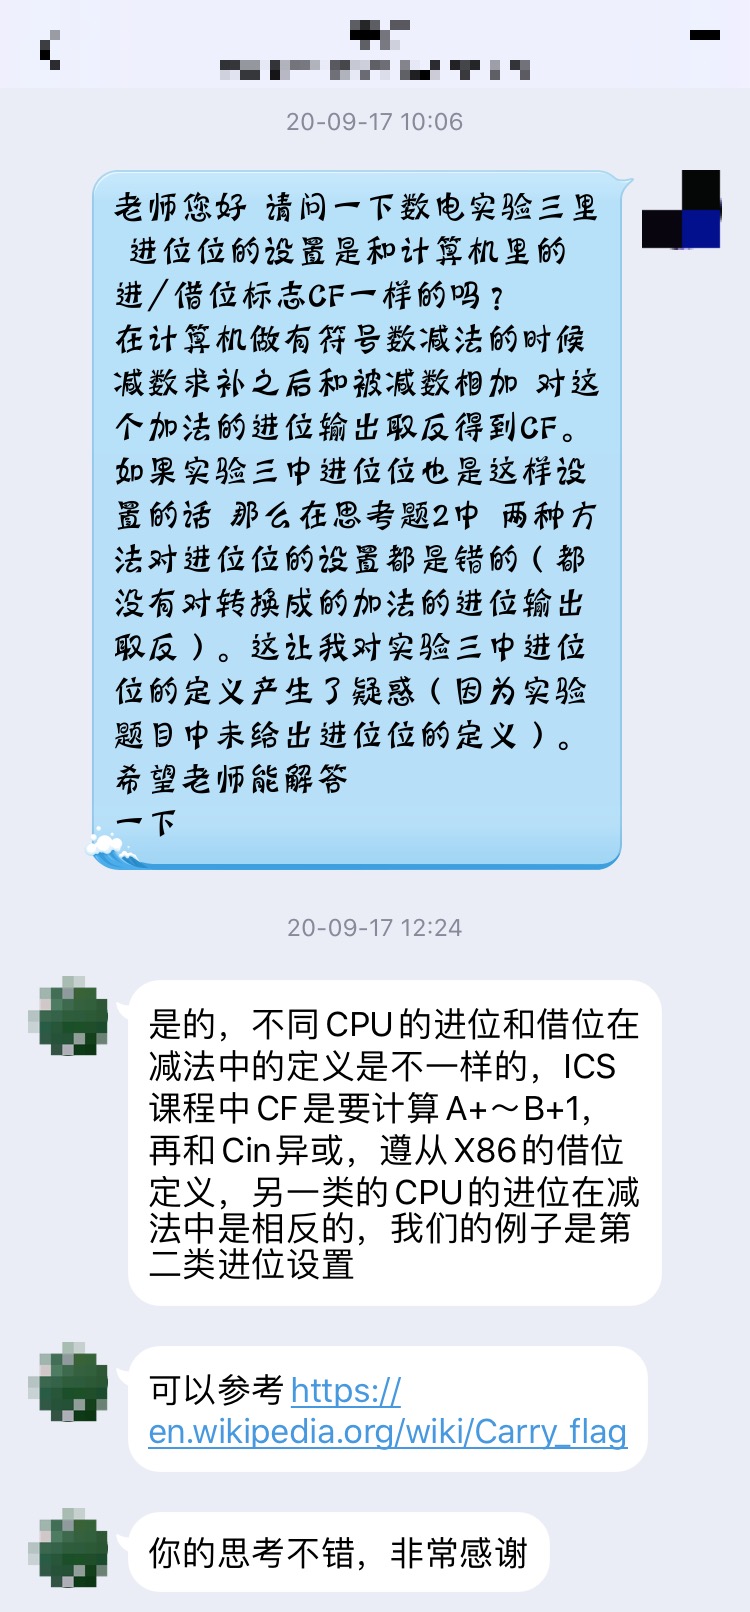 20-09-17 10:06
老师您好 请问一下数电实验三里
进位位的设置是和计算机里的
进/借位标志CF一样的吗？
在计算机做有符号数减法的时候
减数求补之后和被减数相加 对这
个加法的进位输出取反得到CF。
如果实验三中进位位也是这样设
置的话 那么在思考题2中 两种方
法对进位位的设置都是错的（都
没有对转换成的加法的进位输出
取反）。这让我对实验三中进位
位的定义产生了疑惑（因为实验
题目中未给出进位位的定义）。
希望老师能解答
一下
20-09-17 12:24
是的，不同CPU的进位和借位在
减法中的定义是不一样的，ICS
课程中CF是要计算A+～B+1，
再和Cin异或，遵从X86的借位
定义，另一类的CPU的进位在减
法中是相反的，我们的例子是第
二类进位设置
可以参考https://
en.wikipedia.org/wiki/Carry_flag
你的思考不错，非常感谢